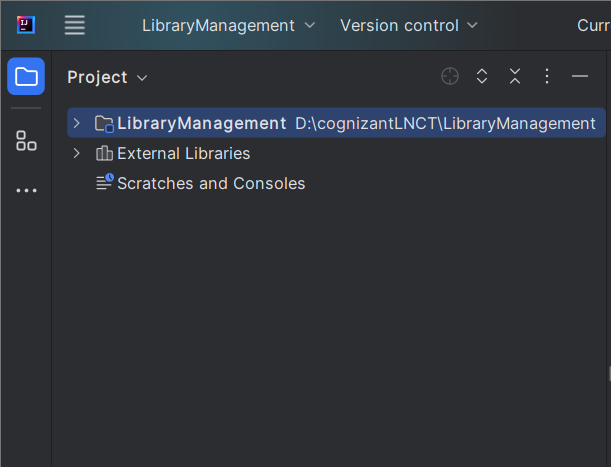 LibraryManagement Version control Curr
Project
LibraryManagement D:\cognizantLNCT\LibraryManagement
External Libraries
Scratches and Consoles